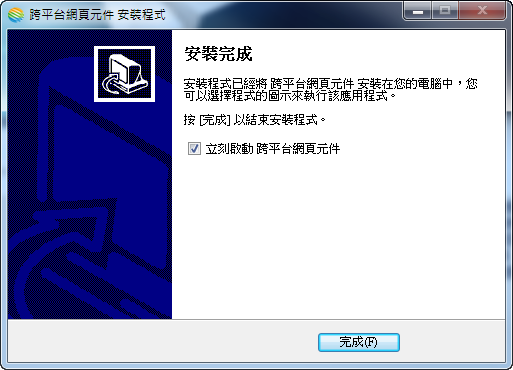 跨平台網頁元件 安裝程式
安裝完成
安裝程式已經將 跨平台網頁元件 安裝在您的電腦中，您
可以選擇程式的圖示來執行該應用程式。
按 [完成] 以結束安裝程式。
立刻啟動 跨平台網頁元件
完成(F)